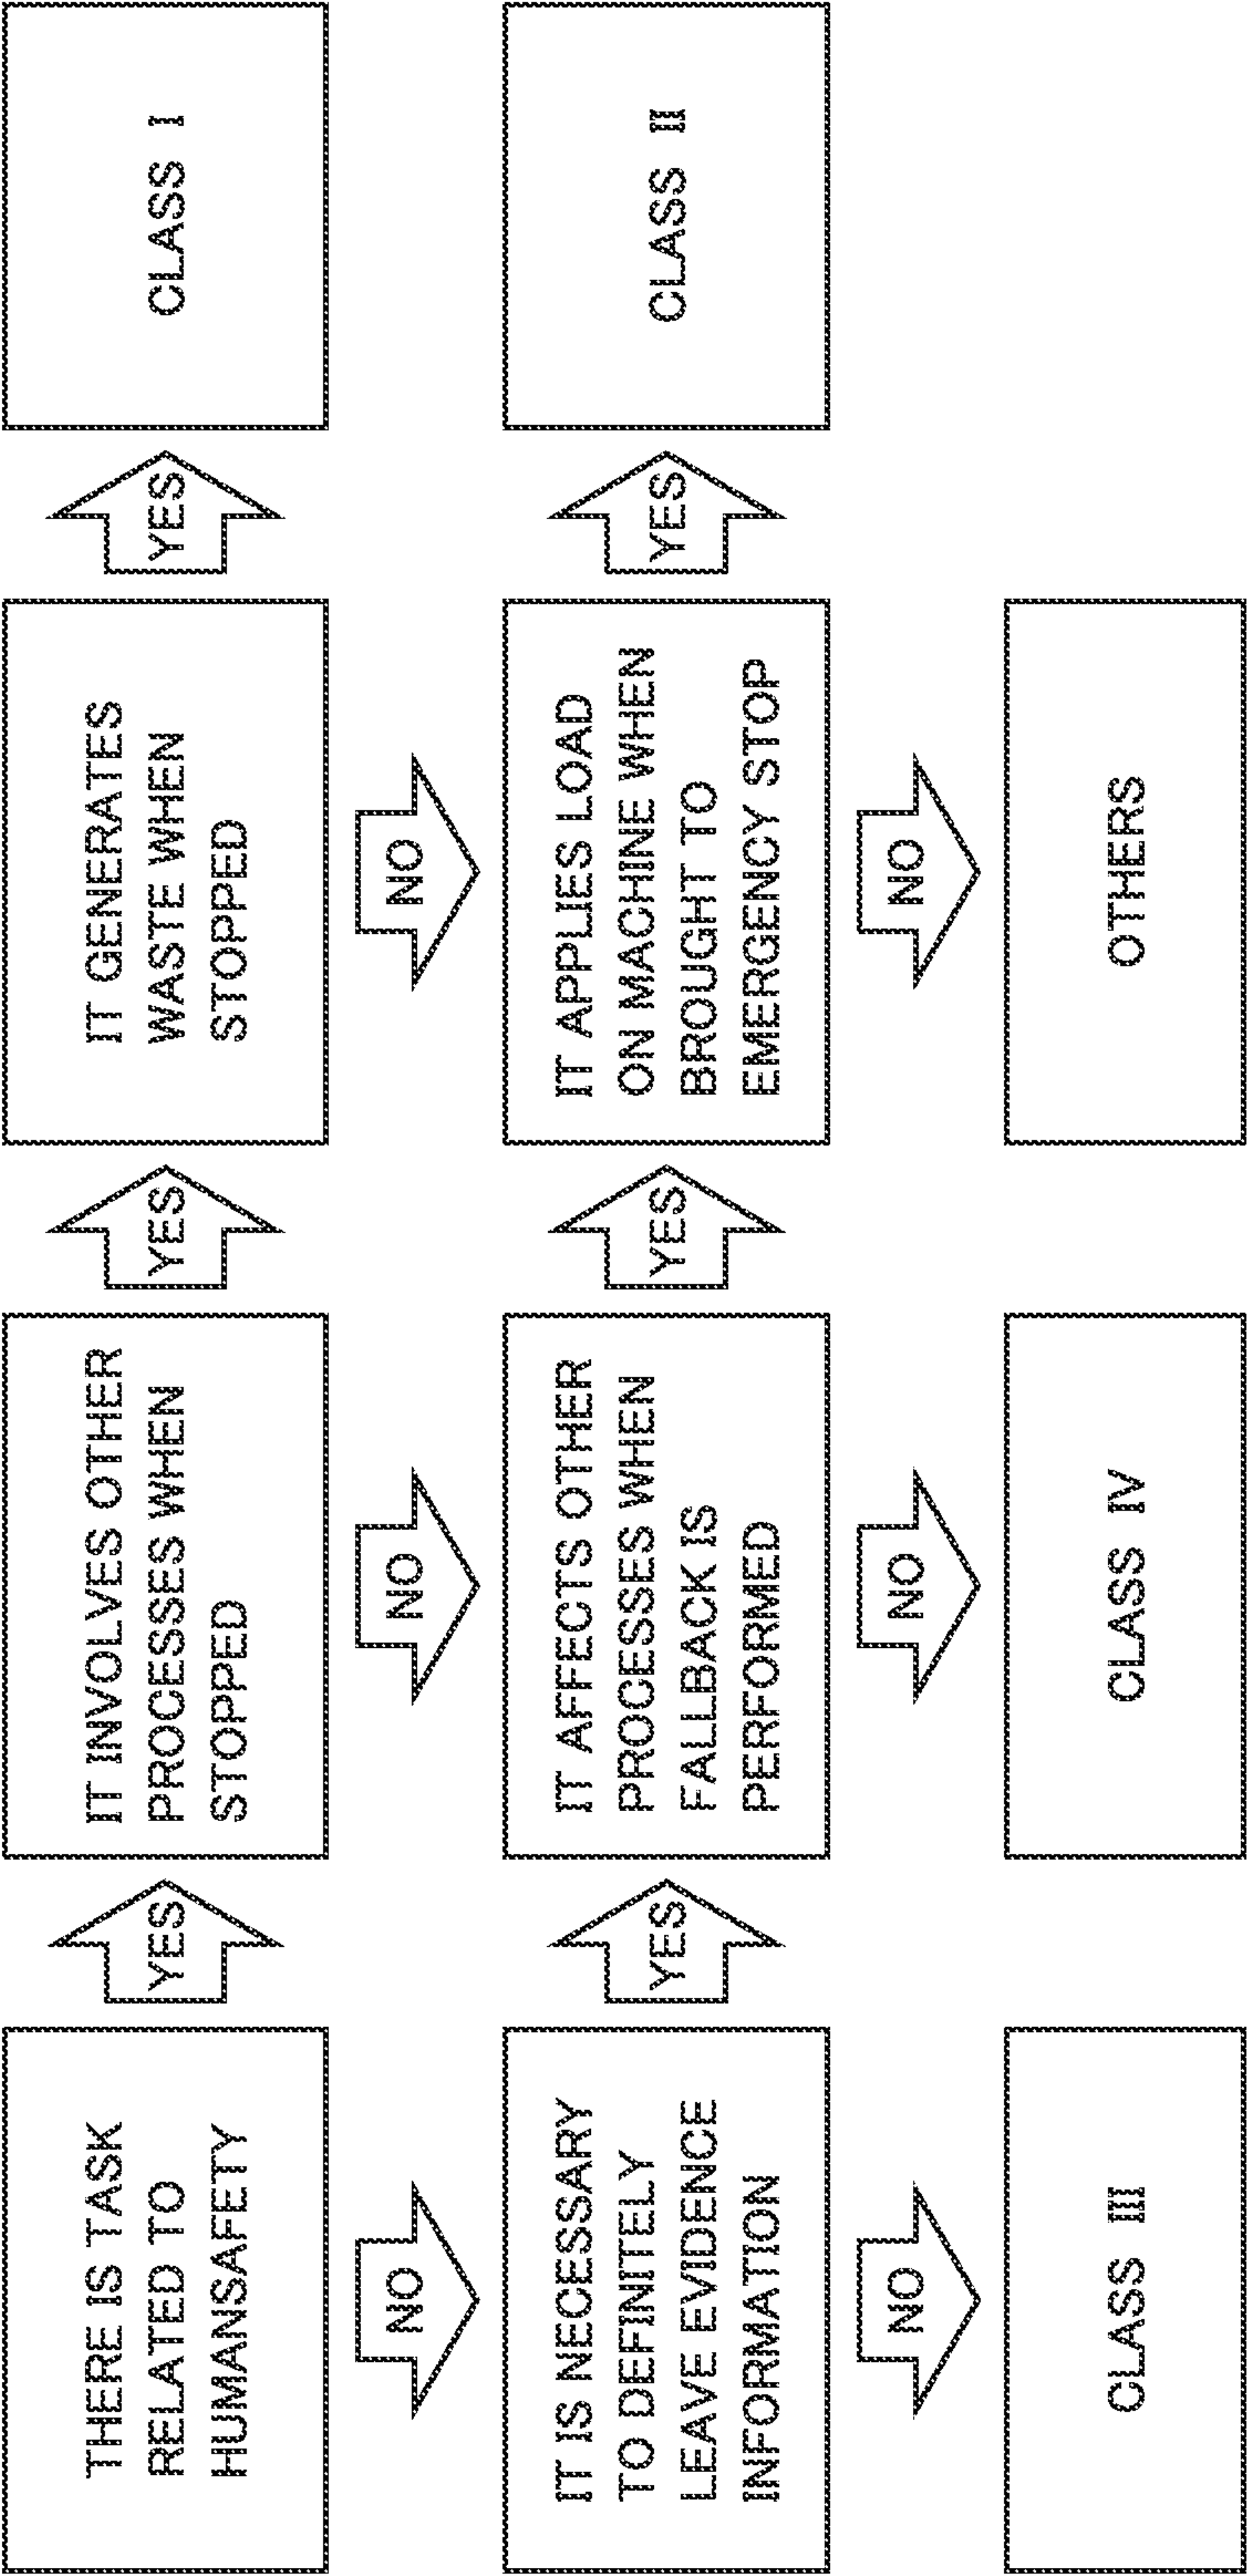 THERE IS TASK
RELATED TO
HUMANSAFETY
YES
IT INVOLVES OTHER
PROCESSES WHEN
STOPPED
YES
IT GENERATES
WASTE WHEN
STOPPED
YES
CLASS I
NO
NO
NO
IT IS NECESSARY
TO DEFINITELY
LEAVE EVIDENCE
INFORMATION
YES
IT AFFECTS OTHER
PROCESSES WHEN
FALLBACK IS
PERFORMED
YES
IT APPLIES LOAD
ON MACHINE WHEN
BROUGHT TO
EMERGENCY STOP
YES
CLASS II
NO
NO
NO
CLASS III
CLASS IV
OTHERS